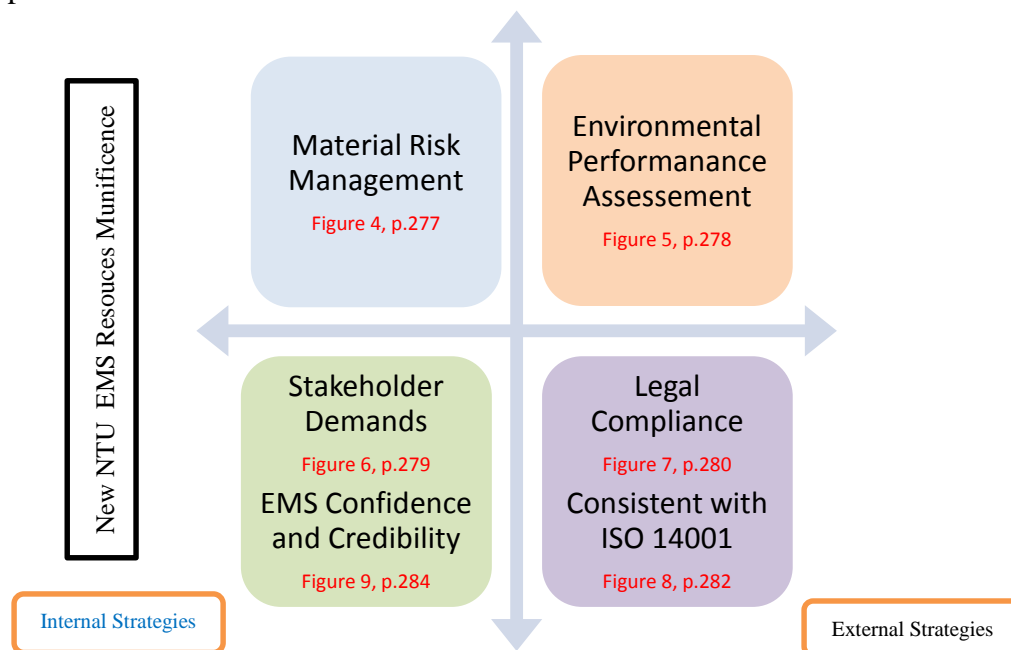 New NTU EMS Resouces Munificence
Material Risk
Management
Figure 4, p.277
Environmental
Performanance
Assessement
Figure 5, p.278
Stakeholder
Demands
Figure 6, p.279
EMS Confidence
and Credibility
Figure 9, p.284
Legal
Compliance
Figure 7, p.280
Consistent with
ISO 14001
Figure 8, p.282
Internal Strategies
External Strategies